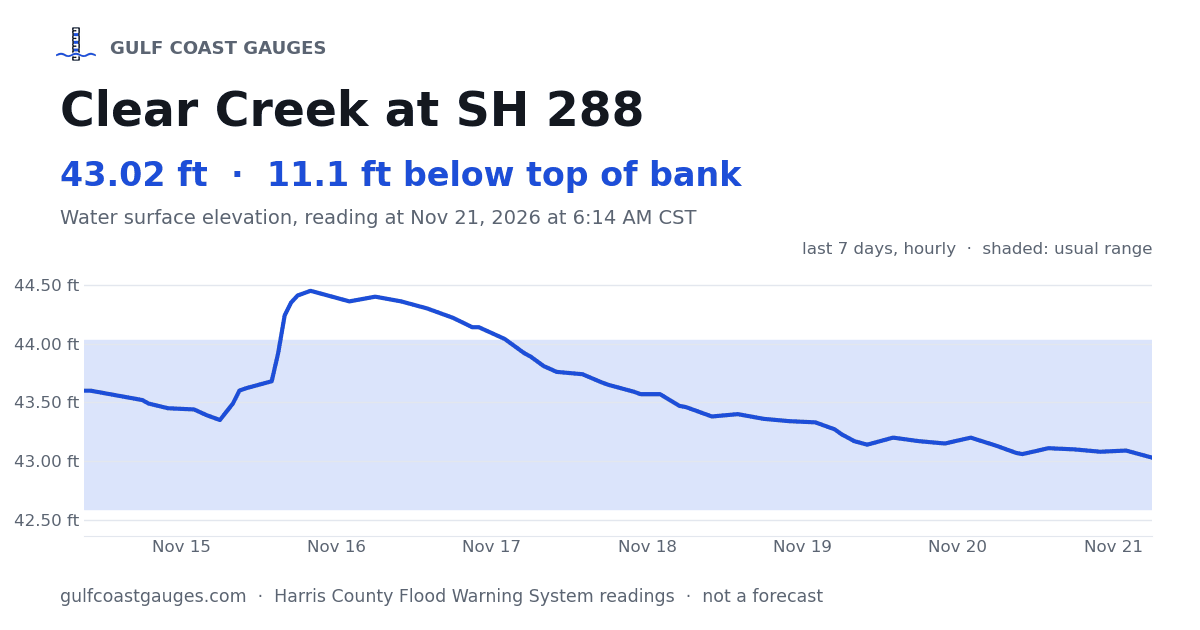 GULF COAST GAUGES
Clear Creek at SH 288
43.02 ft · 11.1 ft below top of bank
Water surface elevation, reading at Nov 21, 2026 at 6:14 AM CST
last 7 days, hourly · shaded: usual range
44.50 ft
44.00 ft
43.50 ft
43.00 ft
42.50 ft
Nov 15 Nov 16 Nov 17 Nov 18 Nov 19 Nov 20 Nov 21
gulfcoastgauges.com · Harris County Flood Warning System readings · not a forecast